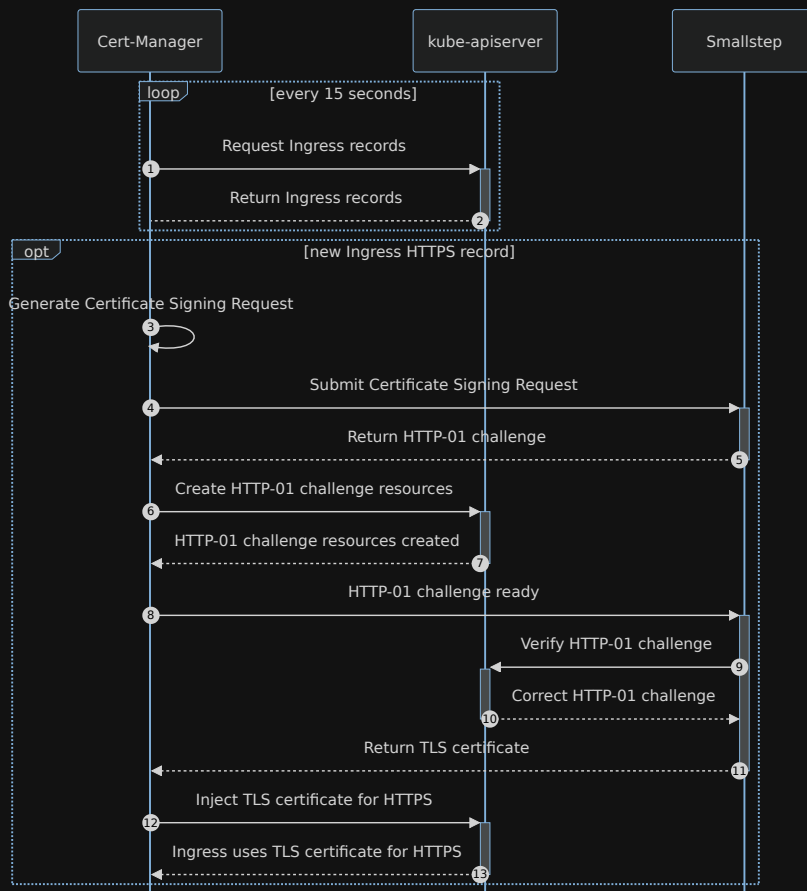 Cert-Manager
kube-apiserver
Smallstep
loop
[every 15 seconds]
Request Ingress records
1
Return Ingress records
2
opt
[new Ingress HTTPS record]
Generate Certificate Signing Request
3
Submit Certificate Signing Request
4
Return HTTP-01 challenge
5
Create HTTP-01 challenge resources
6
HTTP-01 challenge resources created
7
HTTP-01 challenge ready
8
Verify HTTP-01 challenge
9
Correct HTTP-01 challenge
10
Return TLS certificate
11
Inject TLS certificate for HTTPS
12
Ingress uses TLS certificate for HTTPS
13